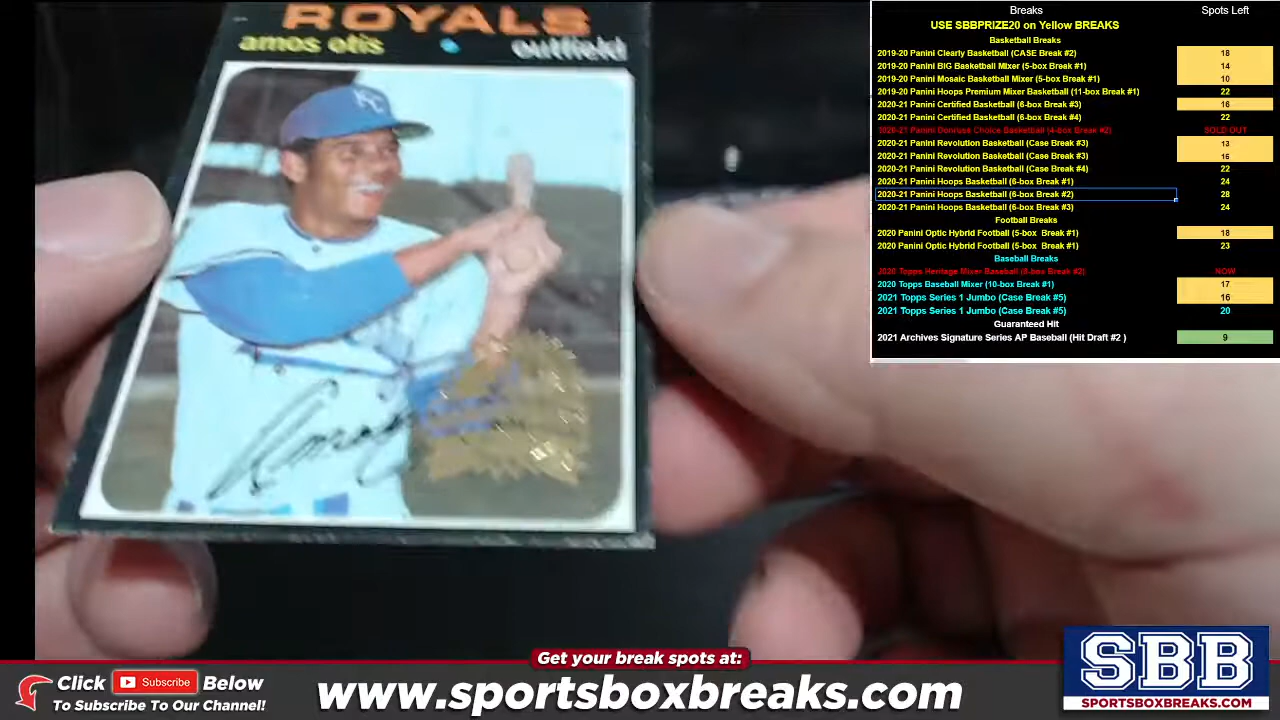 ROYALS
amos otis • outfield
Breaks Spots Left
USE SBBPRIZE20 on Yellow BREAKS
Basketball Breaks
2019-20 Panini Clearly Basketball (CASE Break #2) 18
2019-20 Panini BIG Basketball Mixer (5-box Break #1) 14
2019-20 Panini Mosaic Basketball Mixer (5-box Break #1) 10
2019-20 Panini Hoops Premium Mixer Basketball (11-box Break #1) 22
2020-21 Panini Certified Basketball (6-box Break #3) 16
2020-21 Panini Certified Basketball (6-box Break #4) 22
2020-21 Panini Donruss Choice Basketball (4-box Break #2) SOLD OUT
2020-21 Panini Revolution Basketball (Case Break #3) 13
2020-21 Panini Revolution Basketball (Case Break #3) 16
2020-21 Panini Revolution Basketball (Case Break #4) 22
2020-21 Panini Hoops Basketball (6-box Break #1) 24
2020-21 Panini Hoops Basketball (6-box Break #2) 28
2020-21 Panini Hoops Basketball (6-box Break #3) 24
Football Breaks
2020 Panini Optic Hybrid Football (5-box Break #1) 18
2020 Panini Optic Hybrid Football (5-box Break #1) 23
Baseball Breaks
2020 Topps Heritage Mixer Baseball (8-box Break #2) NOW
2020 Topps Baseball Mixer (10-box Break #1) 17
2021 Topps Series 1 Jumbo (Case Break #5) 16
2021 Topps Series 1 Jumbo (Case Break #5) 20
Guaranteed Hit
2021 Archives Signature Series AP Baseball (Hit Draft #2 ) 9
Get your break spots at:
Click Subscribe Below
To Subscribe To Our Channel!
www.sportsboxbreaks.com
SBB
SPORTSBOXBREAKS.COM